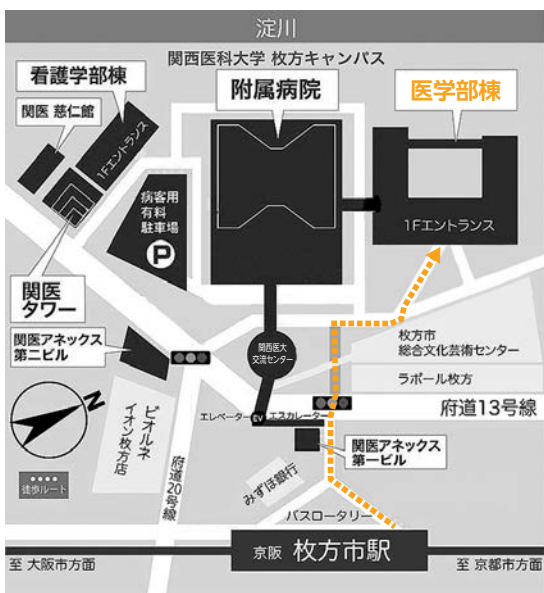 淀川
関西医科大学 枚方キャンパス
看護学部棟
附属病院
医学部棟
関医 慈仁館
1Fエントランス
病客用
有料
駐車場
P
1Fエントランス
関医
タワー
関医アネックス
第二ビル
関西医大
交流センター
枚方市
総合文化芸術センター
ラポール枚方
府道13号線
エレベーター
EV
エスカレーター
N
ビオルネ
イオン枚方店
関医アネックス
第一ビル
徒歩ルート
府道20号線
みずほ銀行
バスロータリー
京阪 枚方市駅
至 大阪市方面
至 京都市方面